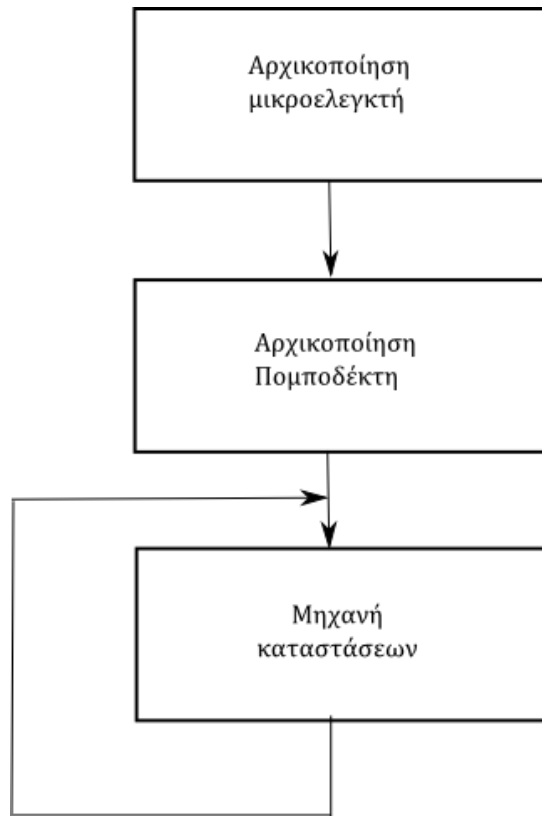 Αρχικοποίηση
μικροελεγκτή
Αρχικοποίηση
Πομποδέκτη
Μηχανή
καταστάσεων